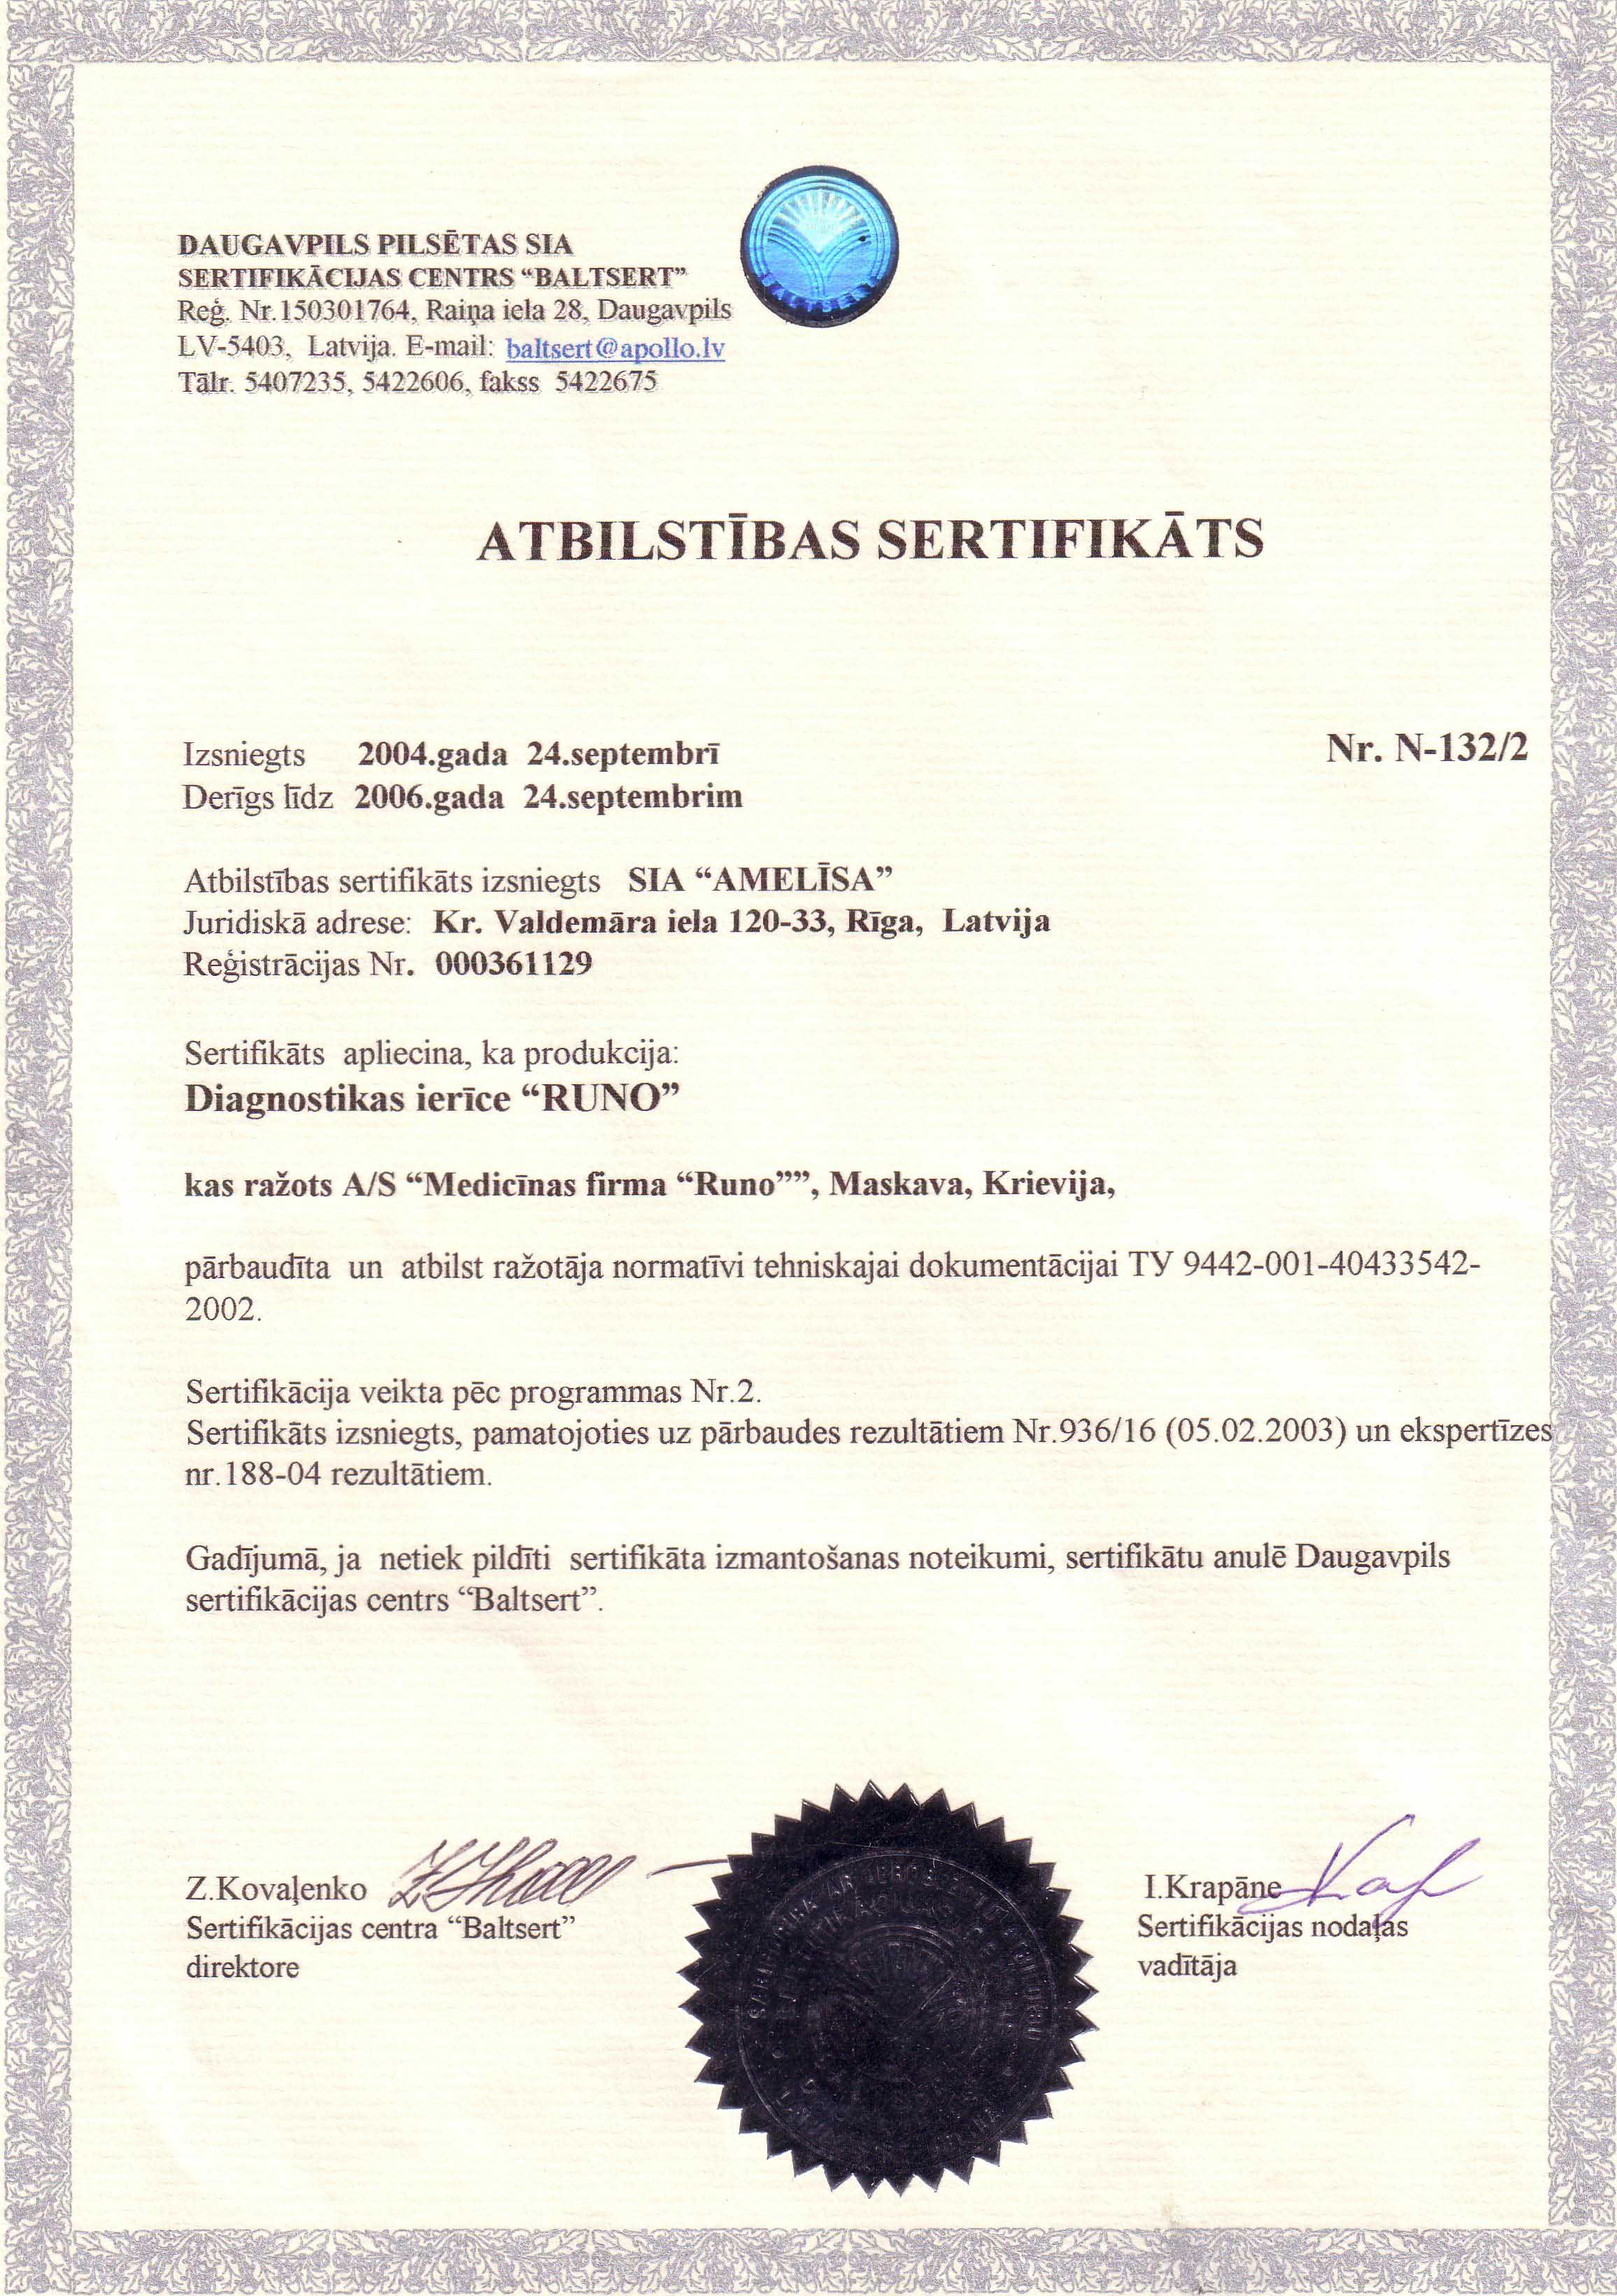 DAUGAVPILS PILSĒTAS SIA
SERTIFIKĀCIJAS CENTRS “BALTSERT”
Reģ. Nr.150301764, Raiņa iela 28, Daugavpils
LV-5403,  Latvija. E-mail: baltsert@apollo.lv
Tālr. 5407235, 5422606, fakss  5422675
BALTSERT
ATBILSTĪBAS SERTIFIKĀTS
Izsniegts 2004.gada 24.septembrī
Nr. N-132/2
Derīgs līdz 2006.gada 24.septembrim
Atbilstības sertifikāts izsniegts SIA “AMELĪSA”
Juridiskā adrese: Kr. Valdemāra iela 120-33, Rīga, Latvija
Reģistrācijas Nr. 000361129
Sertifikāts apliecina, ka produkcija:
Diagnostikas ierīce “RUNO”
kas ražots A/S “Medicīnas firma “Runo””, Maskava, Krievija,
pārbaudīta un atbilst ražotāja normatīvi tehniskajai dokumentācijai ТУ 9442-001-40433542-
2002.
Sertifikācija veikta pēc programmas Nr.2.
Sertifikāts izsniegts, pamatojoties uz pārbaudes rezultātiem Nr.936/16 (05.02.2003) un ekspertīzes
nr.188-04 rezultātiem.
Gadījumā, ja netiek pildīti sertifikāta izmantošanas noteikumi, sertifikātu anulē Daugavpils
sertifikācijas centrs “Baltsert”.
Z.Kovaļenko
Sertifikācijas centra “Baltsert”
direktore
I.Krapāne
Sertifikācijas nodaļas
vadītāja